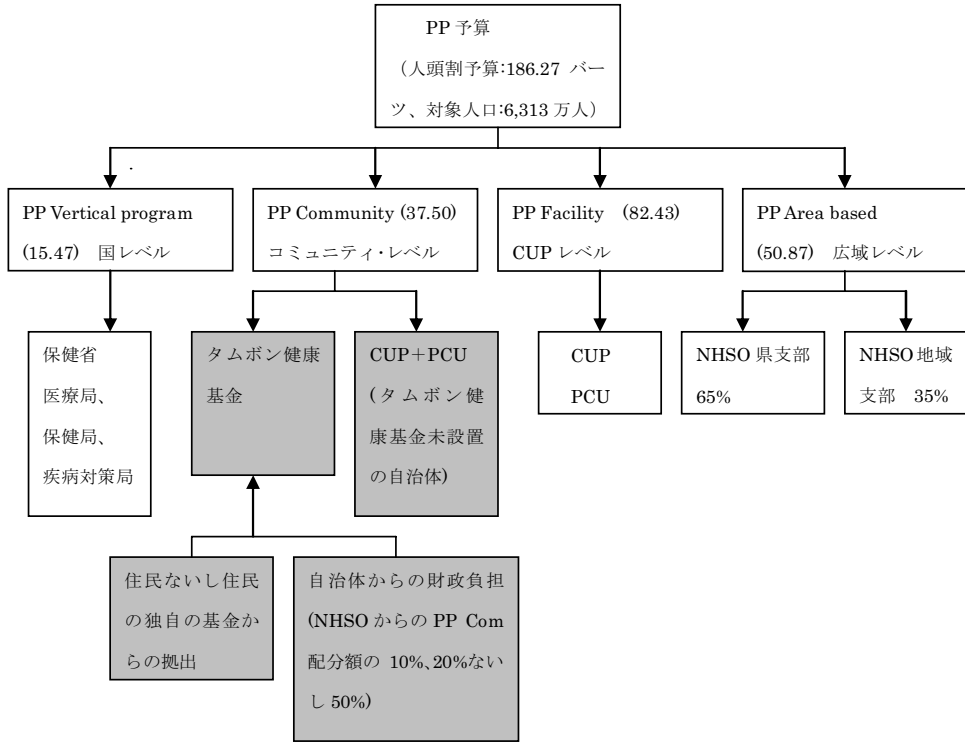 PP 予算
（人頭割予算:186.27 バー
ツ、対象人口:6,313 万人）
PP Vertical program
(15.47)　国レベル
PP Community (37.50)
コミュニティ・レベル
PP Facility　(82.43)
CUP レベル
PP Area based
(50.87)　広域レベル
保健省
医療局、
保健局、
疾病対策局
タムボン健康
基金
CUP＋PCU
(タムボン健
康基金未設置
の自治体)
CUP
PCU
NHSO 県支部
65%
NHSO 地域
支部　35%
住民ないし住民
の独自の基金か
らの拠出
自治体からの財政負担
(NHSO からの PP Com
配分額の 10%、20%ない
し 50%)